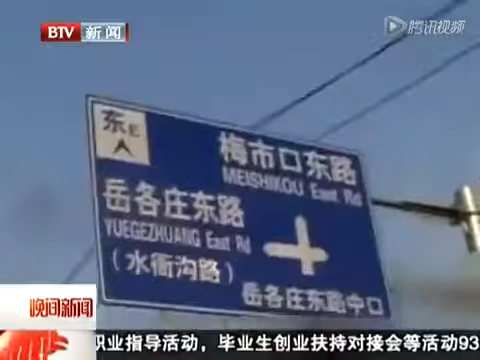 BTV 新闻
腾讯视频
东E
梅市口东路
MEISHIKOU East Rd
岳各庄东路
YUEGEZHUANG East Rd
(水衙沟路)
岳各庄东路中口
晚间新闻
职业指导活动，毕业生创业扶持对接会等活动93